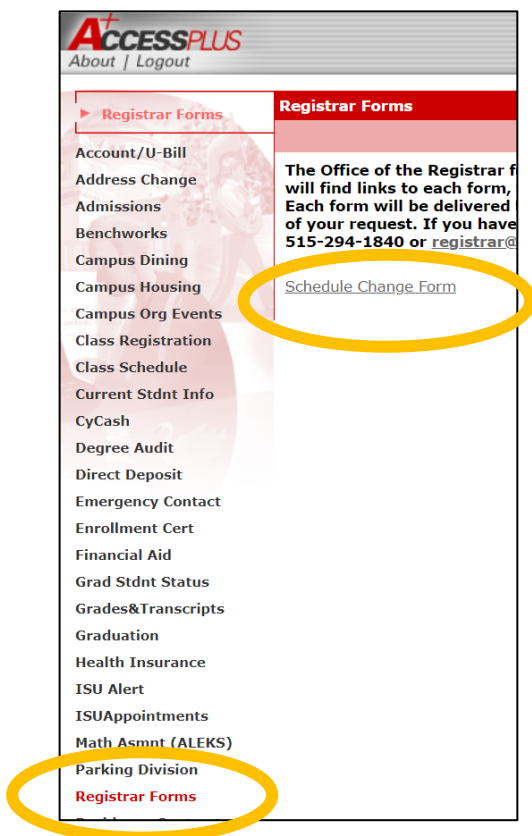 ACCESSPLUS
About | Logout
Registrar Forms
Account/U-Bill
Address Change
Admissions
Benchworks
Campus Dining
Campus Housing
Campus Org Events
Class Registration
Class Schedule
Current Stdnt Info
CyCash
Degree Audit
Direct Deposit
Emergency Contact
Enrollment Cert
Financial Aid
Grad Stdnt Status
Grades&Transcripts
Graduation
Health Insurance
ISU Alert
ISUAppointments
Math Asmnt (ALEKS)
Parking Division
Registrar Forms
Registrar Forms
The Office of the Registrar f
will find links to each form,
Each form will be delivered
of your request. If you have
515-294-1840 or registrar@
Schedule Change Form